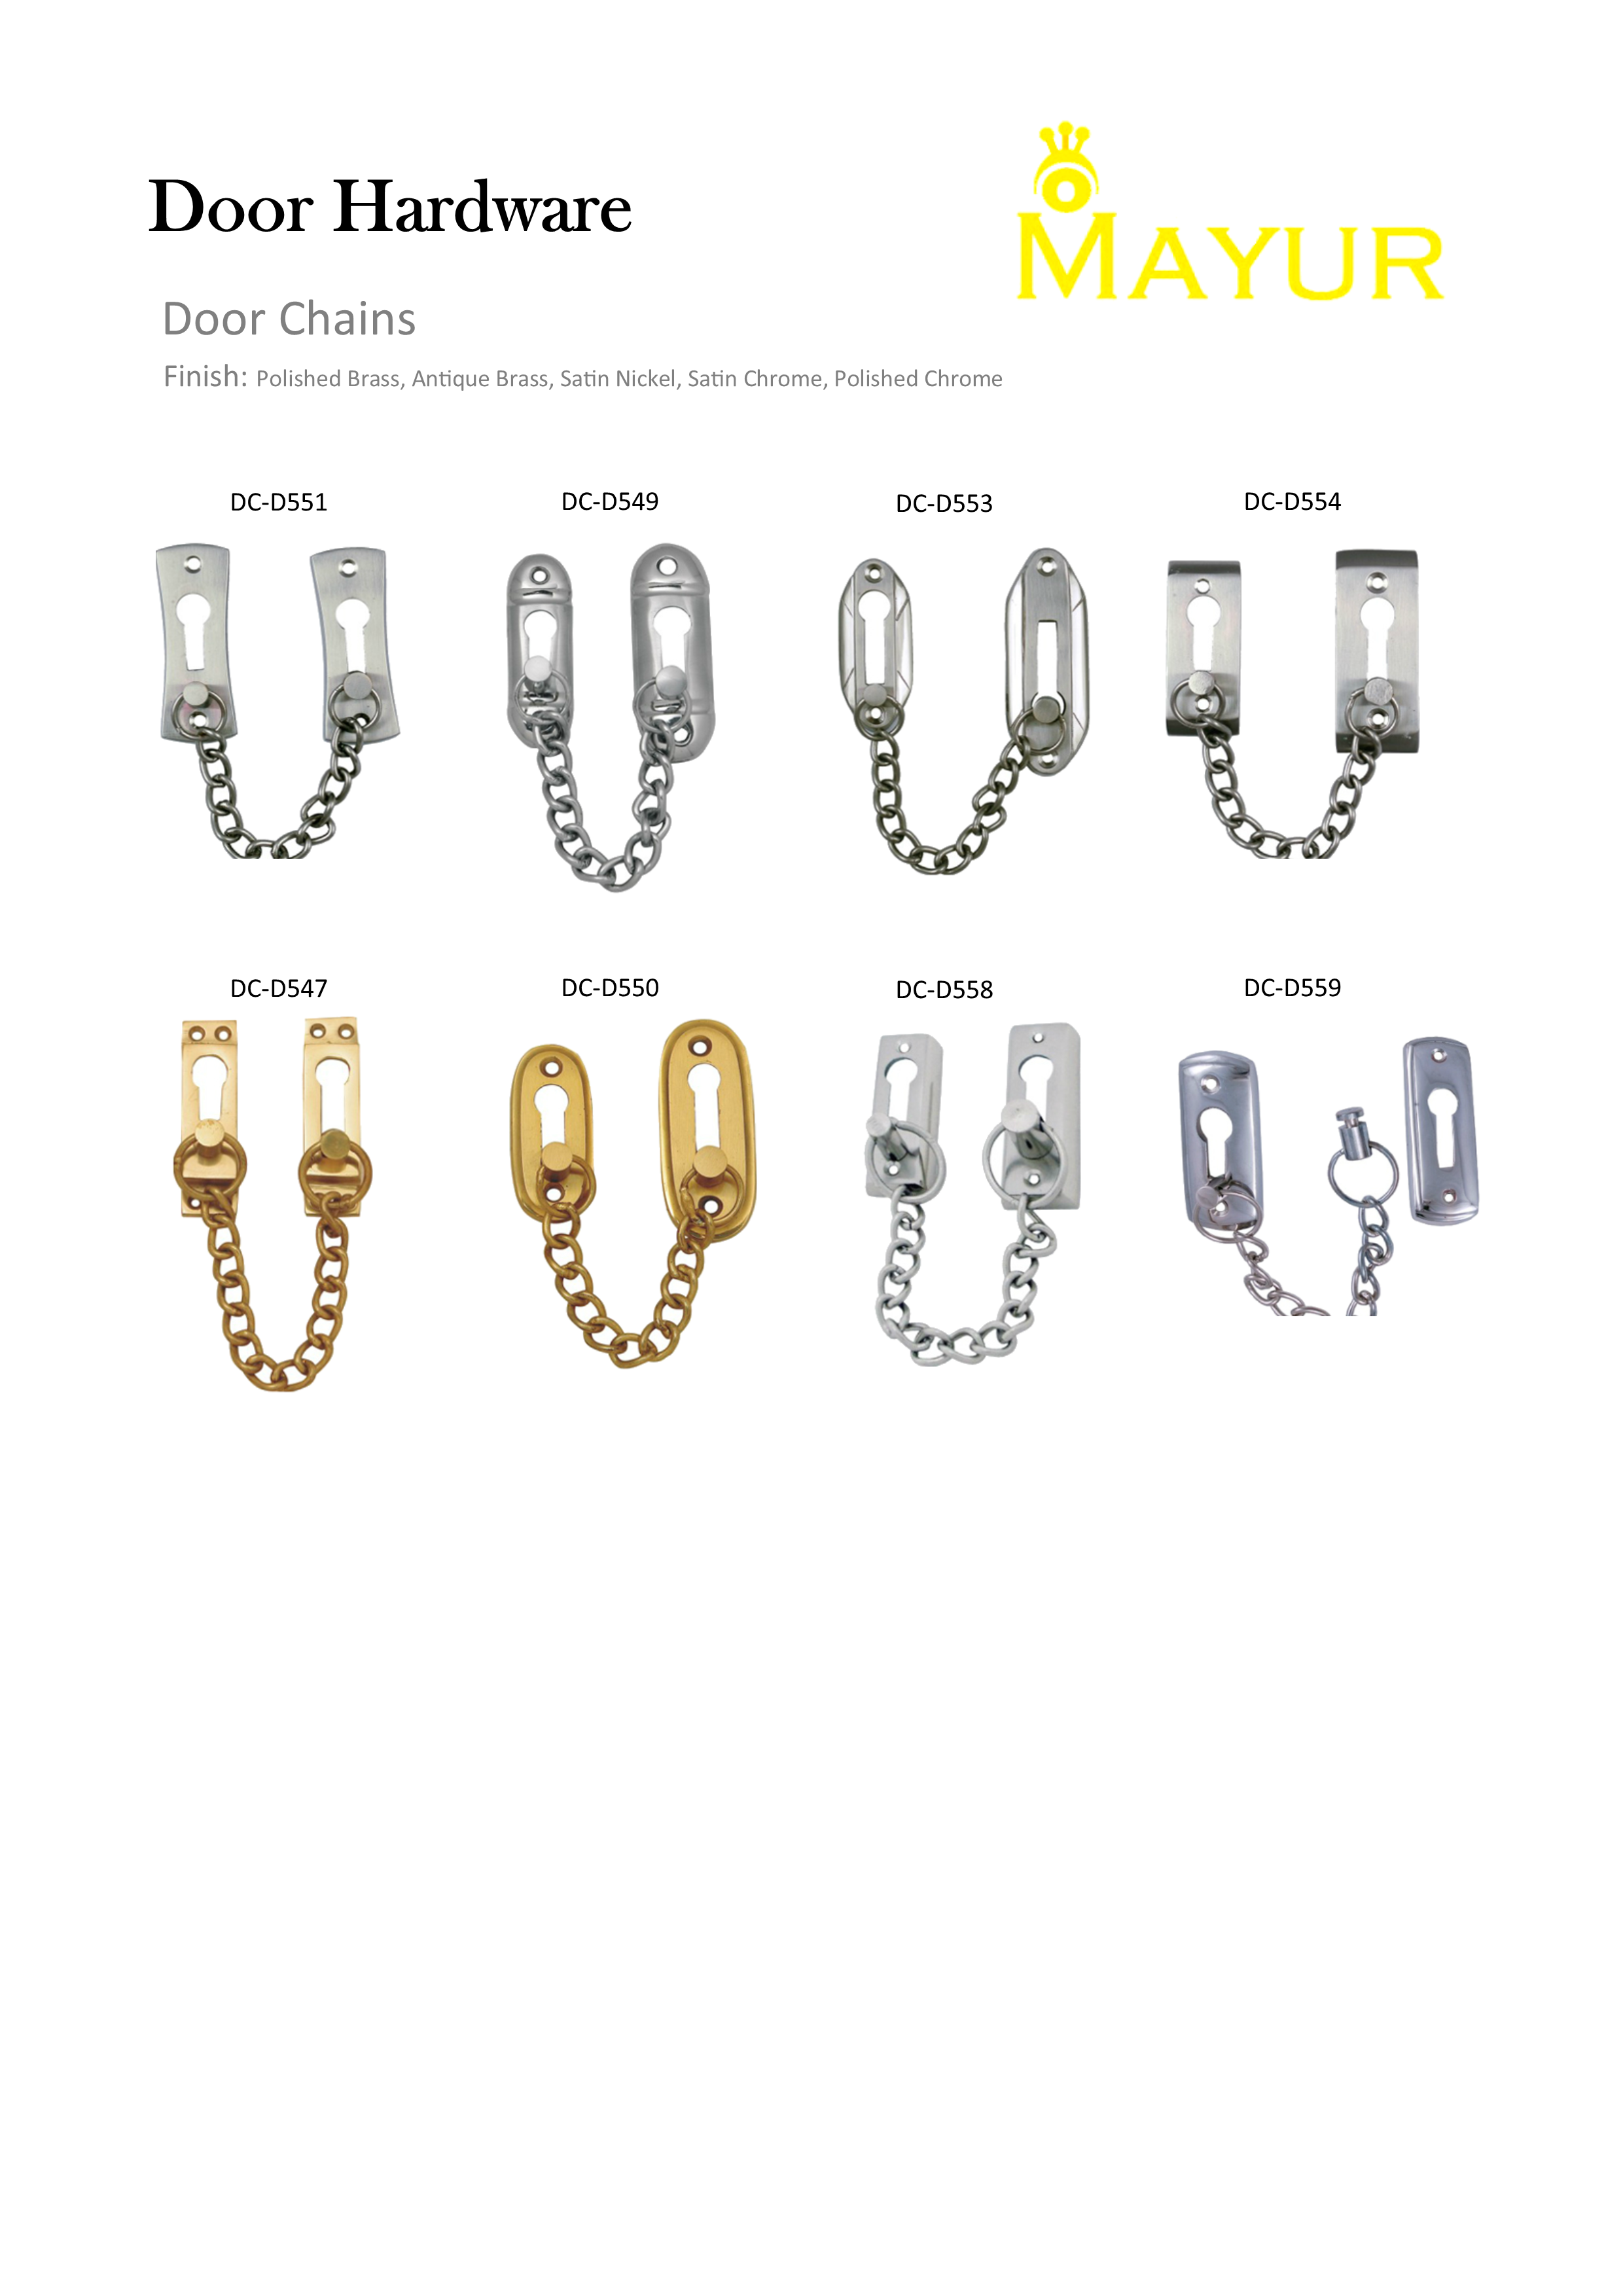 Door Hardware
MAYUR
Door Chains
Finish: Polished Brass, Antique Brass, Satin Nickel, Satin Chrome, Polished Chrome
DC-D551
DC-D549
DC-D553
DC-D554
DC-D547
DC-D550
DC-D558
DC-D559